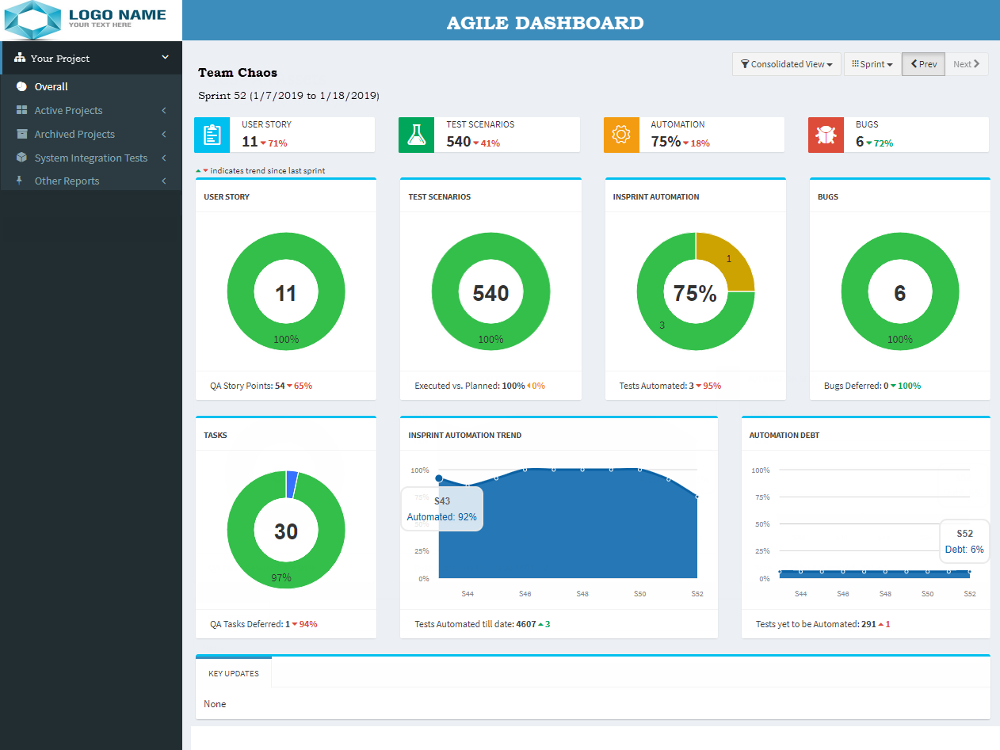 LOGO NAME
YOUR TEXT HERE
AGILE DASHBOARD
Your Project
Overall
Active Projects
Archived Projects
System Integration Tests
Other Reports
Team Chaos
Sprint 52 (1/7/2019 to 1/18/2019)
Consolidated View
Sprint
Prev
Next
USER STORY
11 71%
TEST SCENARIOS
540 41%
AUTOMATION
75% 18%
BUGS
6 72%
indicates trend since last sprint
USER STORY
11
100%
QA Story Points: 54 65%
TEST SCENARIOS
540
100%
Executed vs. Planned: 100% 0%
INSPRINT AUTOMATION
1
75%
3
Tests Automated: 3 95%
BUGS
6
100%
Bugs Deferred: 0 100%
TASKS
30
97%
QA Tasks Deferred: 1 94%
INSPRINT AUTOMATION TREND
100%
75%
S43
Automated: 92%
50%
25%
0%
S44 S46 S48 S50 S52
Tests Automated till date: 4607 3
AUTOMATION DEBT
100%
75%
50%
S52
Debt: 6%
25%
0%
S44 S46 S48 S50 S52
Tests yet to be Automated: 291 1
KEY UPDATES
None